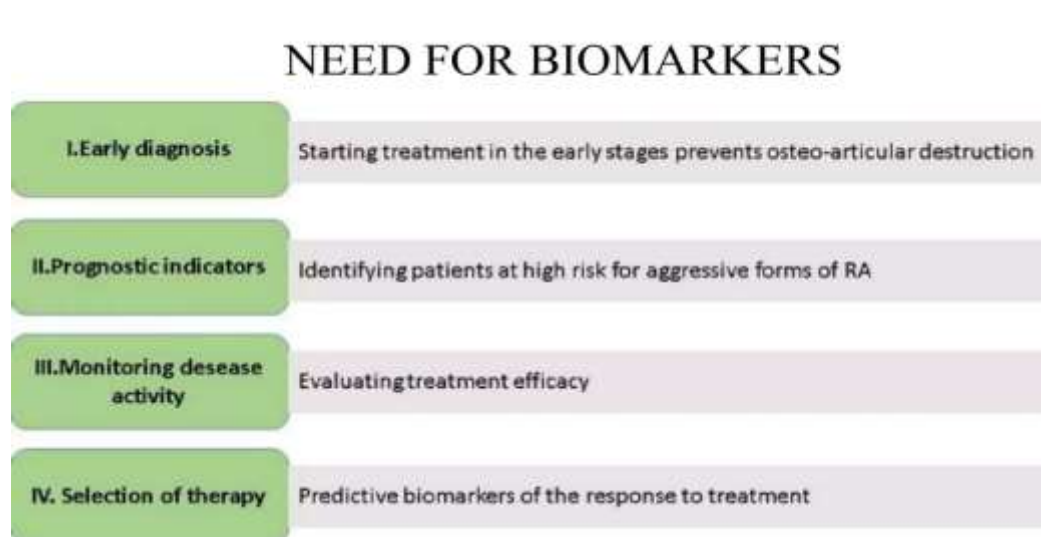 NEED FOR BIOMARKERS
I.Early diagnosis
Starting treatment in the early stages prevents osteo-articular destruction
II.Prognostic indicators
Identifying patients at high risk for aggressive forms of RA
III.Monitoring desease
activity
Evaluating treatment efficacy
IV. Selection of therapy
Predictive biomarkers of the response to treatment